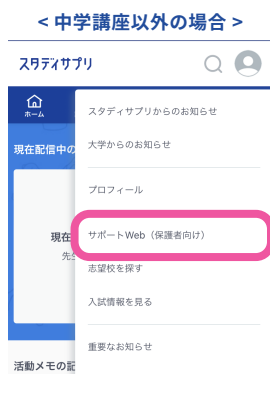 <中学講座以外の場合>
スタディサプリ
ホーム
スタディサプリからのお知らせ
現在配信中の
大学からのお知らせ
プロフィール
現在
サポートWeb（保護者向け）
先生
志望校を探す
入試情報を見る
重要なお知らせ
活動メモの記